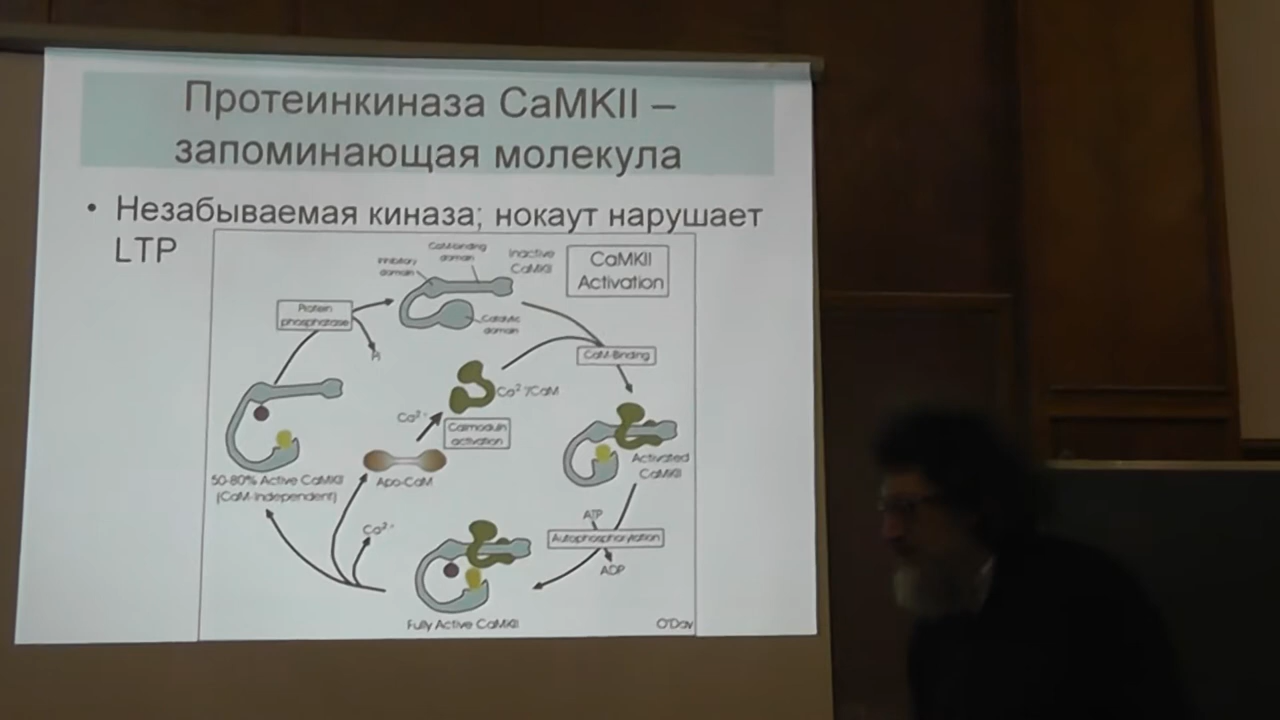 Протеинкиназа CaMKII –
запоминающая молекула
• Незабываемая киназа; нокаут нарушает
LTP
CaM-binding
domain
Inhibitory
domain
Inactive
CaMKII
CaMKII
Activation
Protein
phosphatase
Pi
Catalytic
domain
CaM-Binding
Ca2+/CaM
Ca2+
Calmodulin
activation
Activated
CaMKII
50-80% Active CaMKII
(CaM-Independent)
Apo-CaM
ATP
Ca2+
Autophosphorylation
ADP
Fully Active CaMKII
O'Day